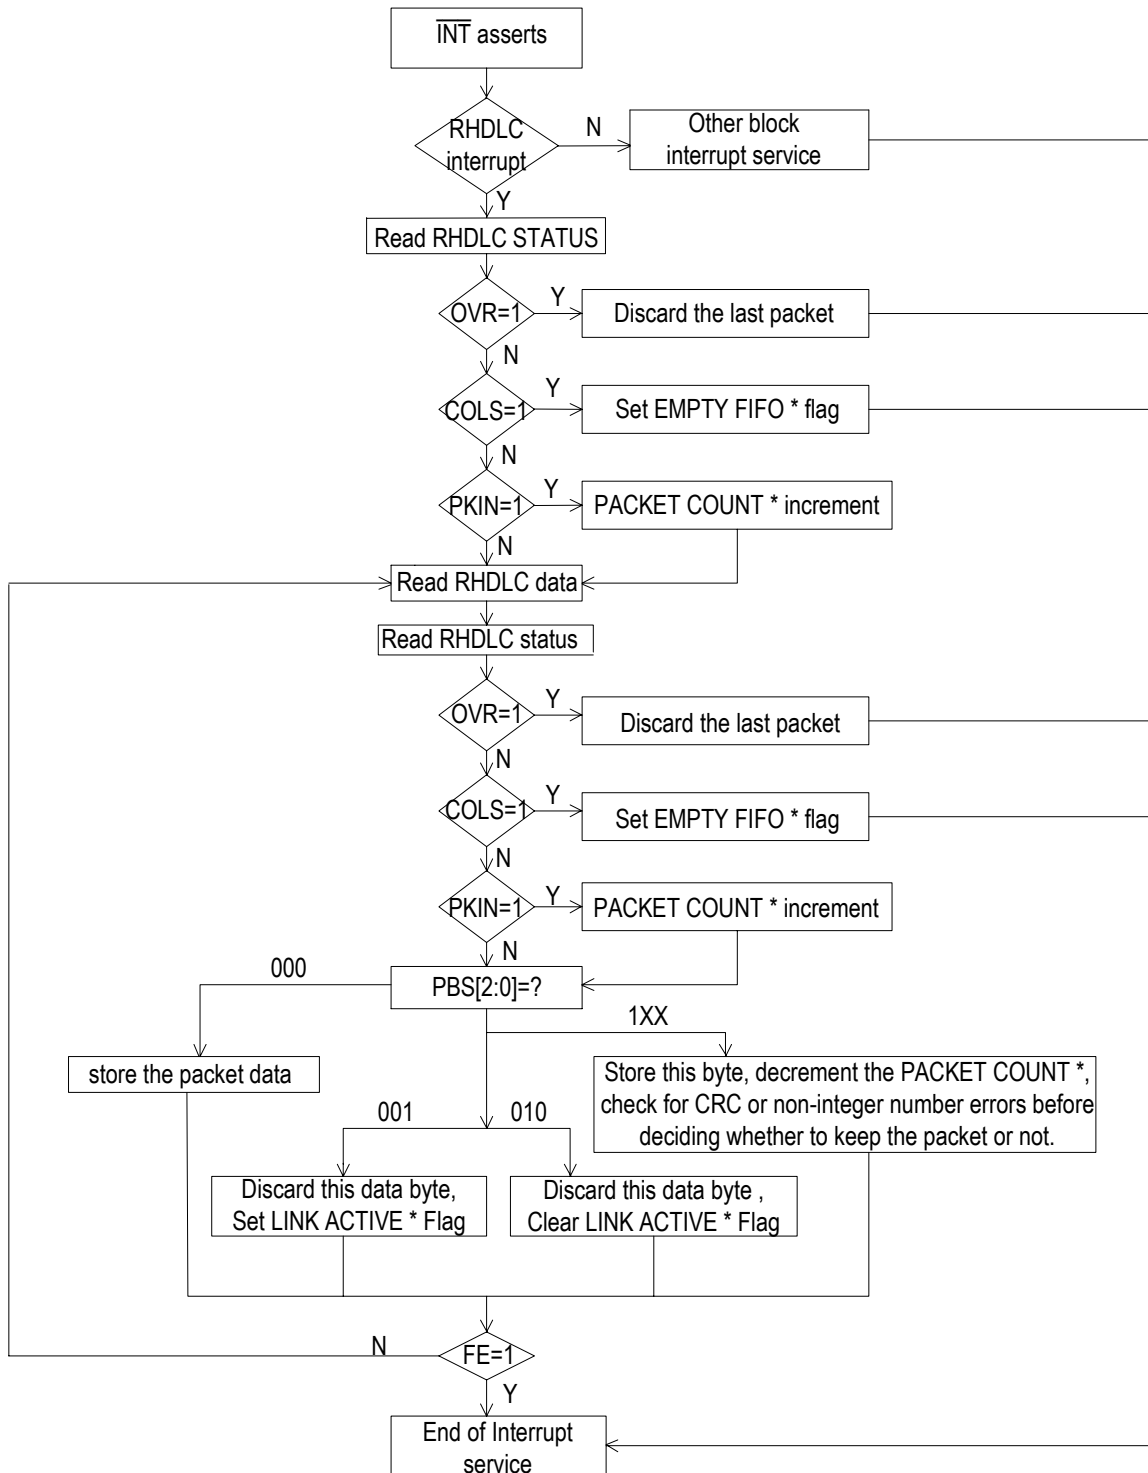 INT asserts
RHDLC
interrupt
N
Other block
interrupt service
Y
Read RHDLC STATUS
OVR=1
Y
Discard the last packet
N
COLS=1
Y
Set EMPTY FIFO * flag
N
PKIN=1
Y
PACKET COUNT * increment
N
Read RHDLC data
Read RHDLC status
OVR=1
Y
Discard the last packet
N
COLS=1
Y
Set EMPTY FIFO * flag
N
PKIN=1
Y
PACKET COUNT * increment
N
000
PBS[2:0]=?
1XX
store the packet data
Store this byte, decrement the PACKET COUNT *,
check for CRC or non-integer number errors before
deciding whether to keep the packet or not.
001
010
Discard this data byte,
Set LINK ACTIVE * Flag
Discard this data byte ,
Clear LINK ACTIVE * Flag
N
FE=1
Y
End of Interrupt
service